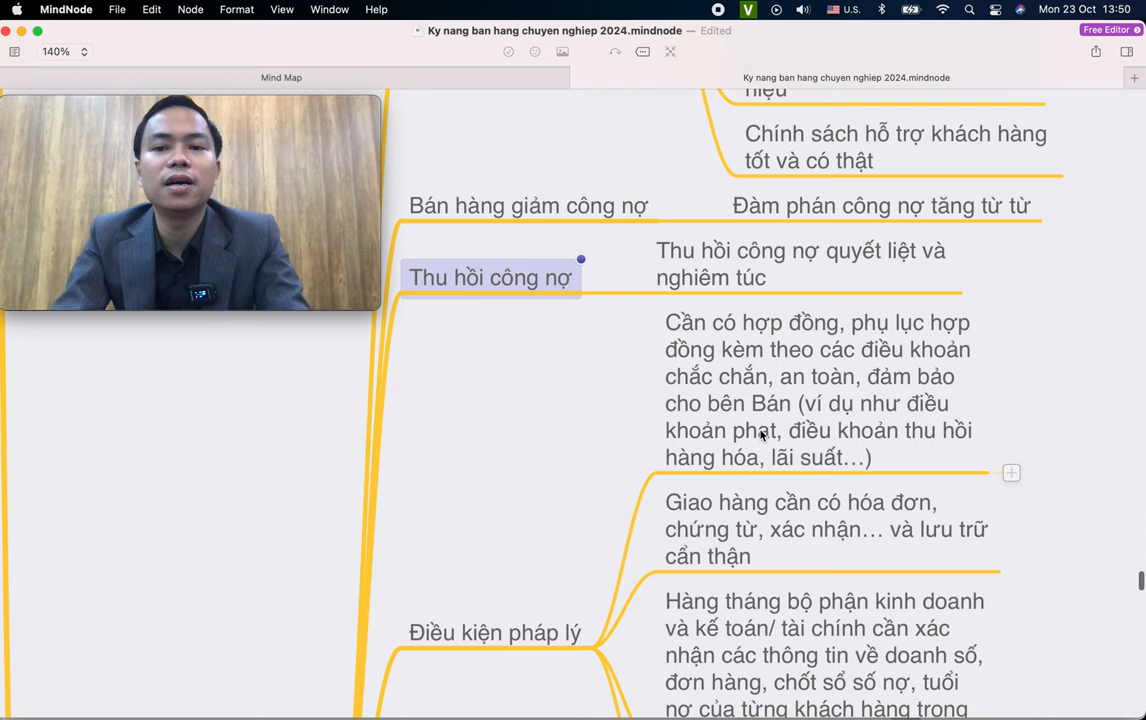 MindNode File Edit Node Format View Window Help V U.S. Mon 23 Oct 13:50
Ky nang ban hang chuyen nghiep 2024.mindnode — Edited
Free Editor
140%
Mind Map
Ky nang ban hang chuyen nghiep 2024.mindnode
hiệu
Chính sách hỗ trợ khách hàng
tốt và có thật
Bán hàng giảm công nợ
Đàm phán công nợ tăng từ từ
Thu hồi công nợ
Thu hồi công nợ quyết liệt và
nghiêm túc
Cần có hợp đồng, phụ lục hợp
đồng kèm theo các điều khoản
chắc chắn, an toàn, đảm bảo
cho bên Bán (ví dụ như điều
khoản phạt, điều khoản thu hồi
hàng hóa, lãi suất...)
Giao hàng cần có hóa đơn,
chứng từ, xác nhận... và lưu trữ
cẩn thận
Điều kiện pháp lý
Hàng tháng bộ phận kinh doanh
và kế toán/ tài chính cần xác
nhận các thông tin về doanh số,
đơn hàng, chốt sổ số nợ, tuổi
nợ của từng khách hàng trong